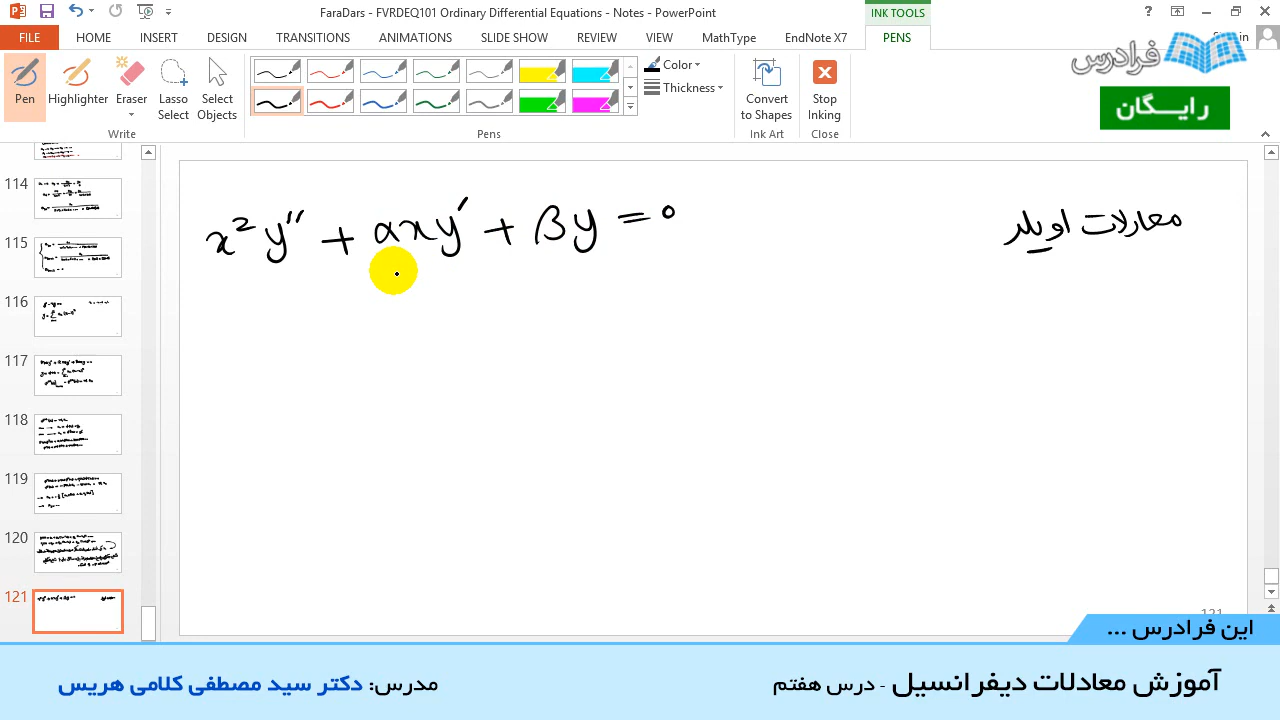 FaraDars - FVRDEQ101 Ordinary Differential Equations - Notes - PowerPoint
INK TOOLS
FILE HOME INSERT DESIGN TRANSITIONS ANIMATIONS SLIDE SHOW REVIEW VIEW MathType EndNote X7 PENS
فرادرس
رایگان
Pen Highlighter Eraser Lasso Select Select Objects
Color
Thickness
Convert to Shapes
Stop Inking
Write Pens Ink Art Close
معادلات اویلر
x² y″ + αxy′ + βy = 0
114
115
116
117
118
119
120
121
121
این فرادرس ...
آموزش معادلات دیفرانسیل - درس هفتم
مدرس: دکتر سید مصطفی کلامی هریس